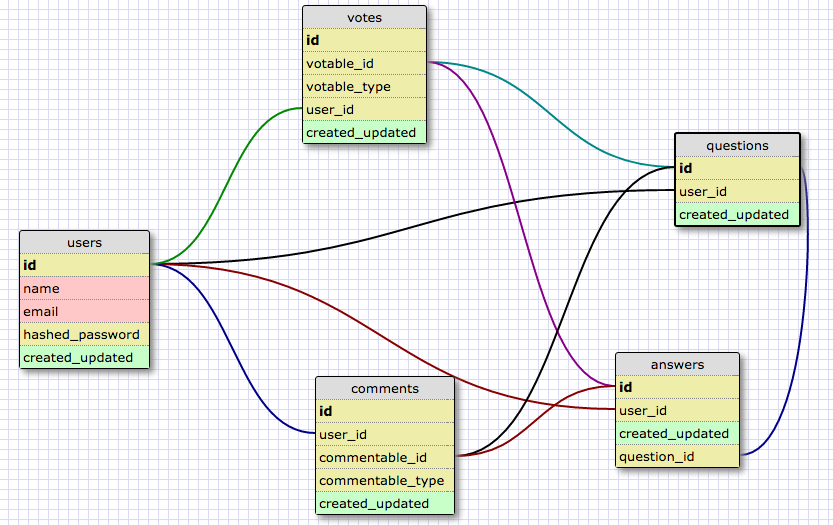 votes
id
votable_id
votable_type
user_id
created_updated
questions
id
user_id
created_updated
users
id
name
email
hashed_password
created_updated
answers
id
user_id
created_updated
question_id
comments
id
user_id
commentable_id
commentable_type
created_updated